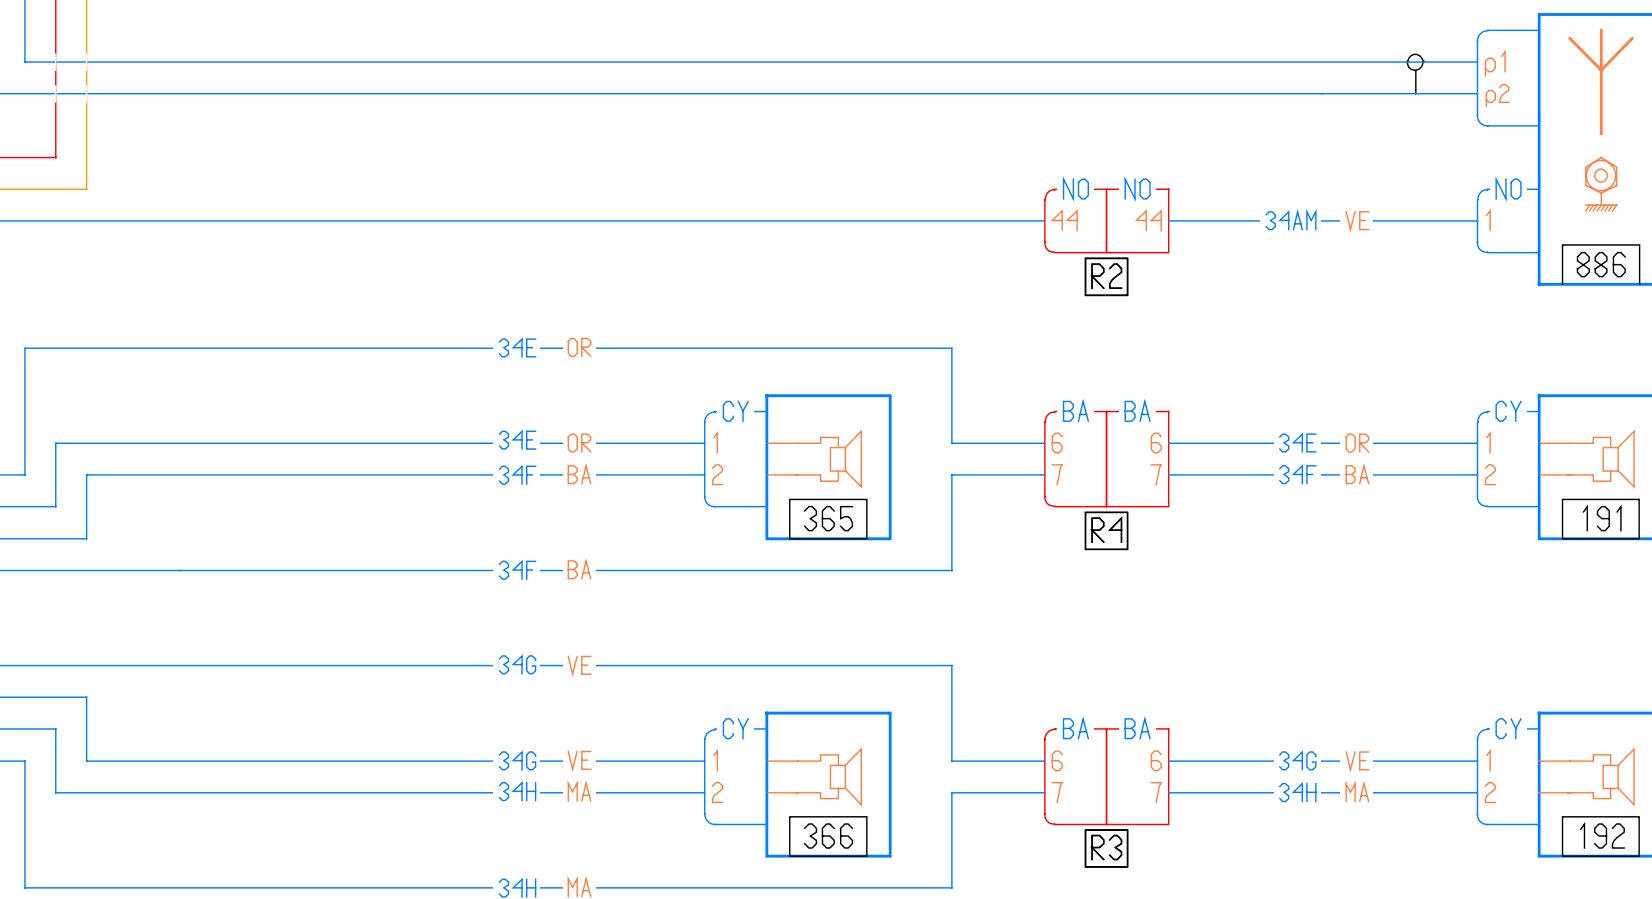 p1
p2
NO NO NO
44 44 34AM VE 1
886
R2
34E OR
CY BA BA CY
1 34E OR 6 6 34E OR 1
2 34F BA 7 7 34F BA 2
365 R4 191
34F BA
34G VE
CY BA BA CY
34G VE 1 6 6 34G VE 1
34H MA 2 7 7 34H MA 2
366 R3 192
34H MA